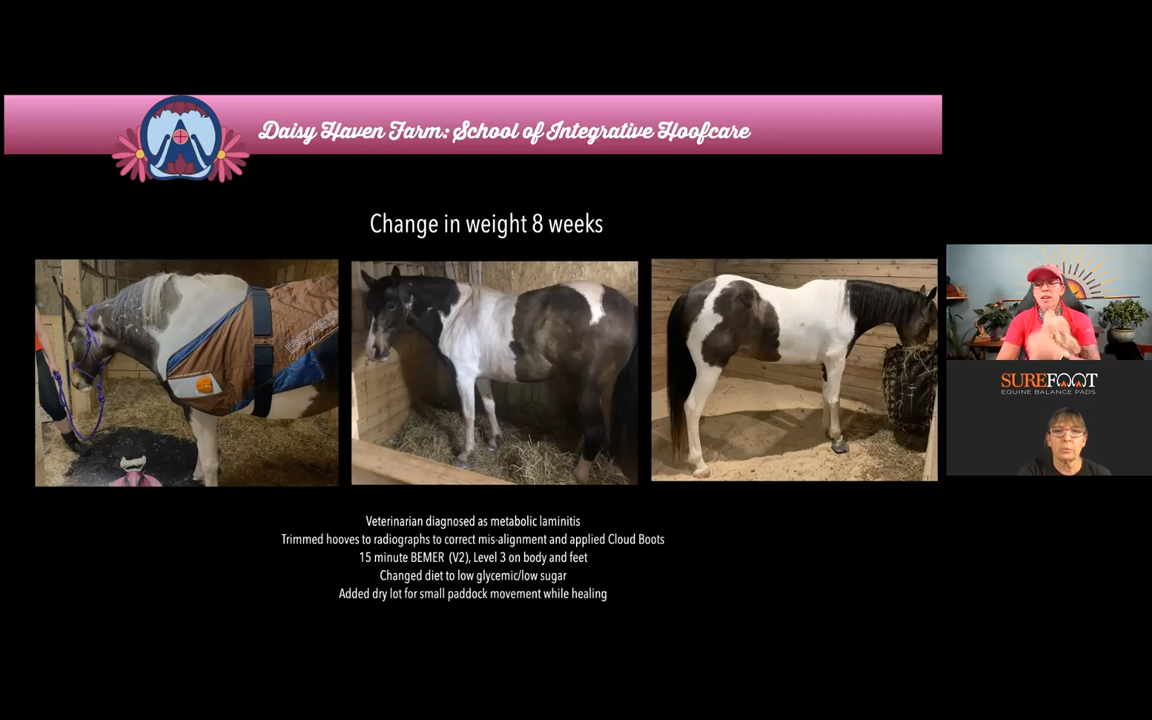 Daisy Haven Farm: School of Integrative Hoofcare
Change in weight 8 weeks
BEMER
SUREFOOT
EQUINE BALANCE PADS
Veterinarian diagnosed as metabolic laminitis
Trimmed hooves to radiographs to correct mis-alignment and applied Cloud Boots
15 minute BEMER (V2), Level 3 on body and feet
Changed diet to low glycemic/low sugar
Added dry lot for small paddock movement while healing